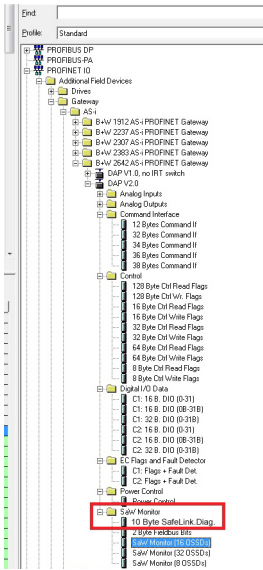 Find:
Profile: Standard
PROFIBUS DP
PROFIBUS-PA
PROFINET IO
Additional Field Devices
Drives
Gateway
AS-i
B+W 1912 AS-i PROFINET Gateway
B+W 2237 AS-i PROFINET Gateway
B+W 2307 AS-i PROFINET Gateway
B+W 2383 AS-i PROFINET Gateway
B+W 2642 AS-i PROFINET Gateway
DAP V1.0, no IRT switch
DAP V2.0
Analog Inputs
Analog Outputs
Command Interface
12 Bytes Command If
32 Bytes Command If
34 Bytes Command If
36 Bytes Command If
38 Bytes Command If
Control
128 Byte Ctrl Read Flags
128 Byte Ctrl Wr. Flags
16 Byte Ctrl Read Flags
16 Byte Ctrl Write Flags
32 Byte Ctrl Read Flags
32 Byte Ctrl Write Flags
64 Byte Ctrl Read Flags
64 Byte Ctrl Write Flags
8 Byte Ctrl Read Flags
8 Byte Ctrl Write Flags
Digital I/O Data
C1: 16 B. DIO (0-31)
C1: 16 B. DIO (0B-31B)
C1: 32 B. DIO (0-31B)
C2: 16 B. DIO (0-31)
C2: 16 B. DIO (0B-31B)
C2: 32 B. DIO (0-31B)
EC Flags and Fault Detector
C1: Flags + Fault Det.
C2: Flags + Fault Det.
Power Control
Power Control
SaW Monitor
10 Byte SafeLink.Diag.
2 Byte Fieldbus Bits
SaW Monitor (16 OSSDs)
SaW Monitor (32 OSSDs)
SaW Monitor (8 OSSDs)